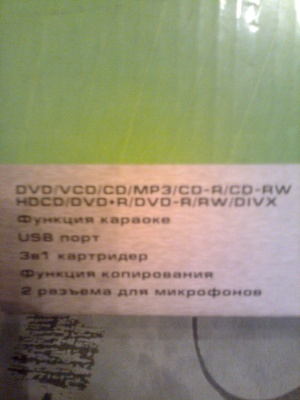 DVD/VCD/CD/MP3/CD-R/CD-RW
HDCD/DVD+R/DVD-R/RW/DIVX
Функция караоке
USB порт
3в1 картридер
Функция копирования
2 разъема для микрофонов